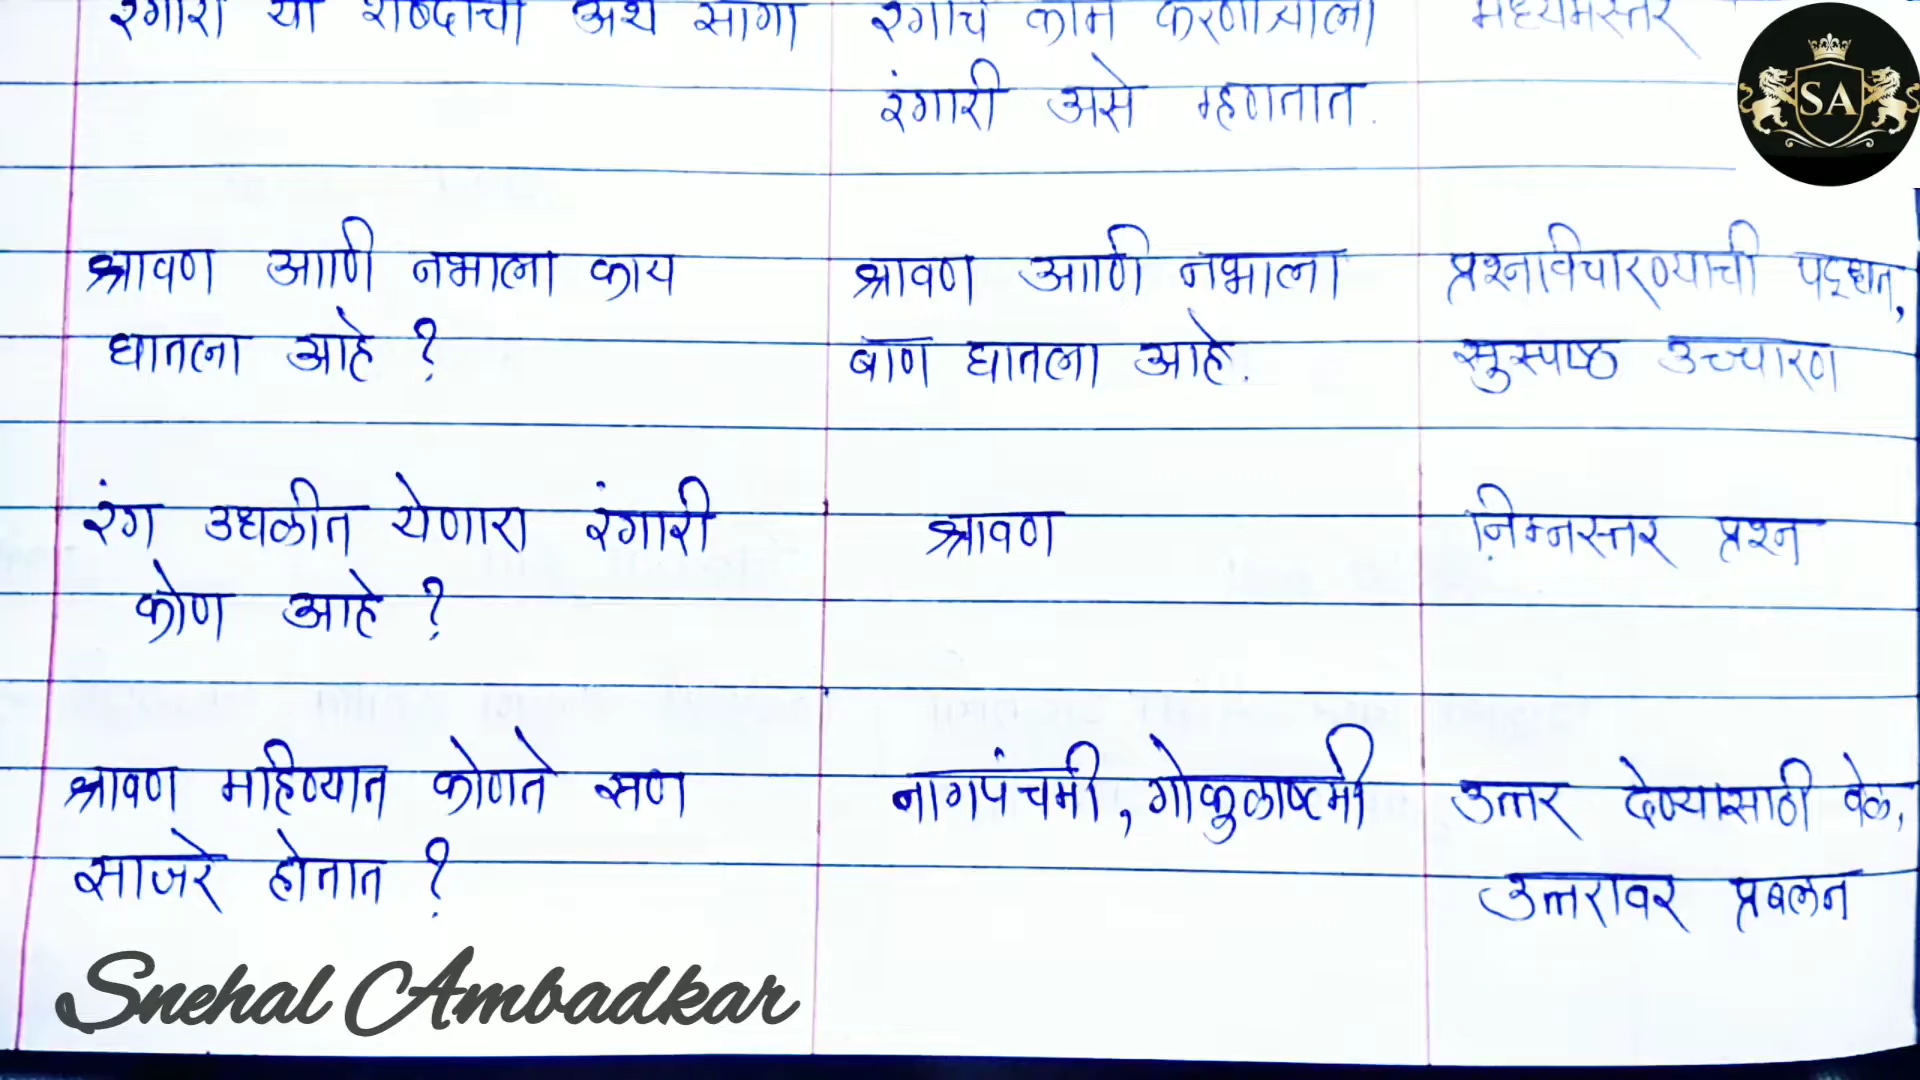 रंगारी या शब्दाचा अर्थ सांगा
रंगाचे काम करणाऱ्याला
मध्यमस्तर
रंगारी असे म्हणतात.
SA
श्रावण आणि नभाला काय
श्रावण आणि नभाला
प्रश्नविचारण्याची पद्धत,
घातला आहे ?
बाण घातला आहे.
सुस्पष्ठ उच्चारण
रंग उधळीत येणारा रंगारी
श्रावण
निम्नस्तर प्रश्न
कोण आहे ?
श्रावण महिण्यात कोणते सण
नागपंचमी, गोकुळाष्टमी
उत्तर देण्यासाठी वेळ,
साजरे होतात ?
उत्तरावर प्रबलन
Snehal Ambadkar